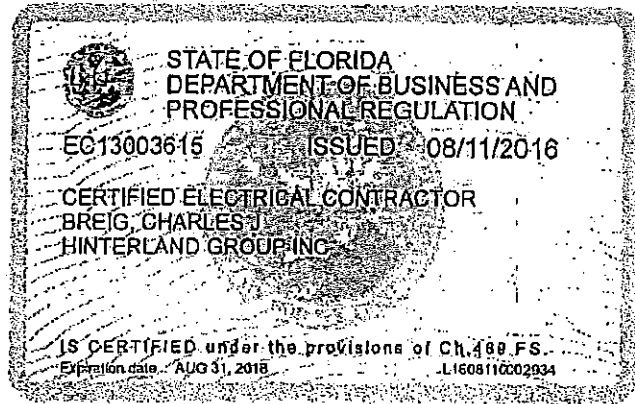 STATE OF FLORIDA
DEPARTMENT OF BUSINESS AND
PROFESSIONAL REGULATION
EC13003615 ISSUED 08/11/2016
CERTIFIED ELECTRICAL CONTRACTOR
BREIG, CHARLES J
HINTERLAND GROUP INC
IS CERTIFIED under the provisions of Ch.489 FS.
Expiration date : AUG 31, 2018 L1608110002934